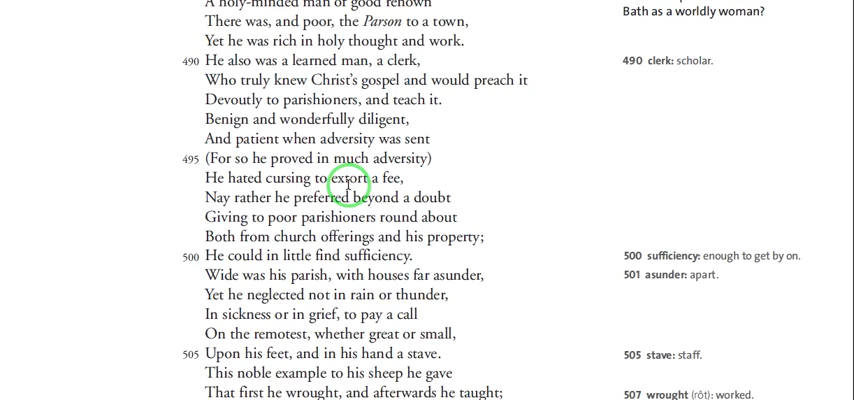 A holy-minded man of good renown
There was, and poor, the Parson to a town,
Yet he was rich in holy thought and work.
490 He also was a learned man, a clerk,
Who truly knew Christ's gospel and would preach it
Devoutly to parishioners, and teach it.
Benign and wonderfully diligent,
And patient when adversity was sent
495 (For so he proved in much adversity)
He hated cursing to extort a fee,
Nay rather he preferred beyond a doubt
Giving to poor parishioners round about
Both from church offerings and his property;
500 He could in little find sufficiency.
Wide was his parish, with houses far asunder,
Yet he neglected not in rain or thunder,
In sickness or in grief, to pay a call
On the remotest, whether great or small,
505 Upon his feet, and in his hand a stave.
This noble example to his sheep he gave
That first he wrought, and afterwards he taught;
Bath as a worldly woman?
490 clerk: scholar.
500 sufficiency: enough to get by on.
501 asunder: apart.
505 stave: staff.
507 wrought (rôt): worked.